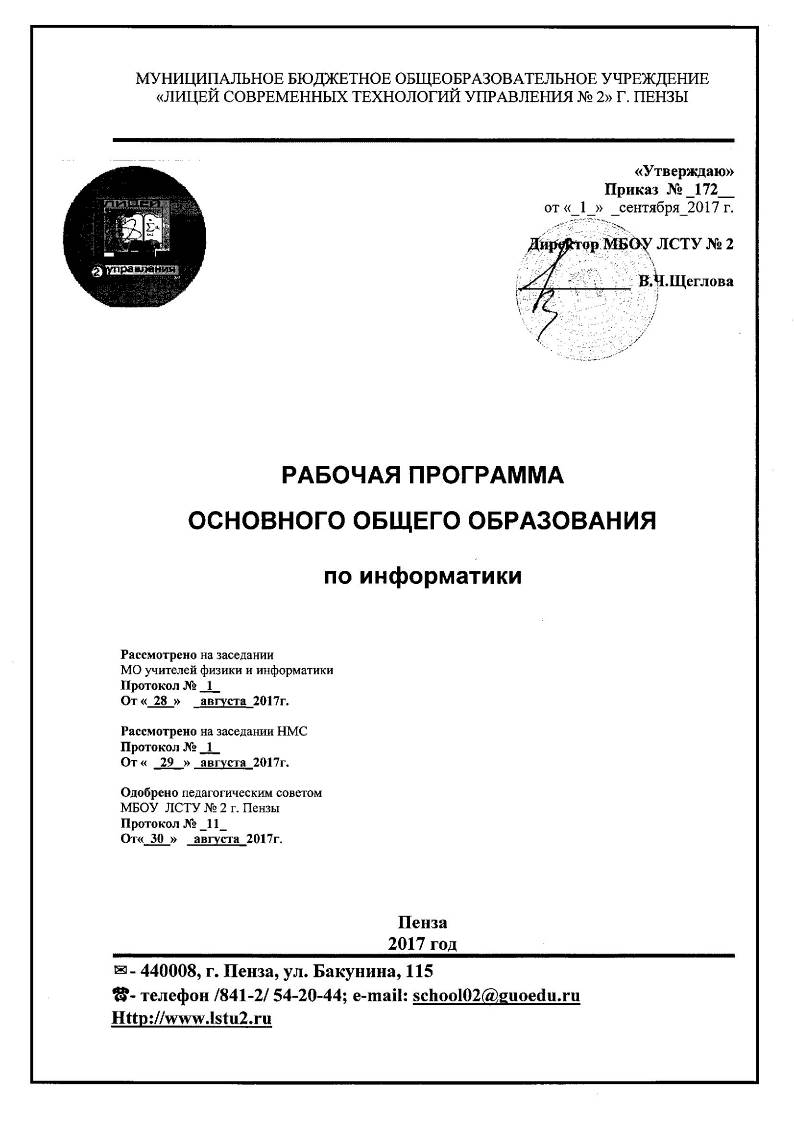 МУНИЦИПАЛЬНОЕ БЮДЖЕТНОЕ ОБЩЕОБРАЗОВАТЕЛЬНОЕ УЧРЕЖДЕНИЕ
«ЛИЦЕЙ СОВРЕМЕННЫХ ТЕХНОЛОГИЙ УПРАВЛЕНИЯ № 2» Г. ПЕНЗЫ
«Утверждаю»
Приказ № _172__
от «_1_» _сентября_2017 г.
Директор МБОУ ЛСТУ № 2
В.Ч.Щеглова
ЛИЦЕЙ
2 управления
РАБОЧАЯ ПРОГРАММА
ОСНОВНОГО ОБЩЕГО ОБРАЗОВАНИЯ
по информатики
Рассмотрено на заседании
МО учителей физики и информатики
Протокол № _1_
От «_28_» _августа_2017г.
Рассмотрено на заседании НМС
Протокол № _1_
От « _29_» _августа_2017г.
Одобрено педагогическим советом
МБОУ ЛСТУ № 2 г. Пензы
Протокол № _11_
От«_30_» _августа_2017г.
Пенза
2017 год
✉- 440008, г. Пенза, ул. Бакунина, 115
☎- телефон /841-2/ 54-20-44; e-mail: school02@guoedu.ru
Http://www.lstu2.ru